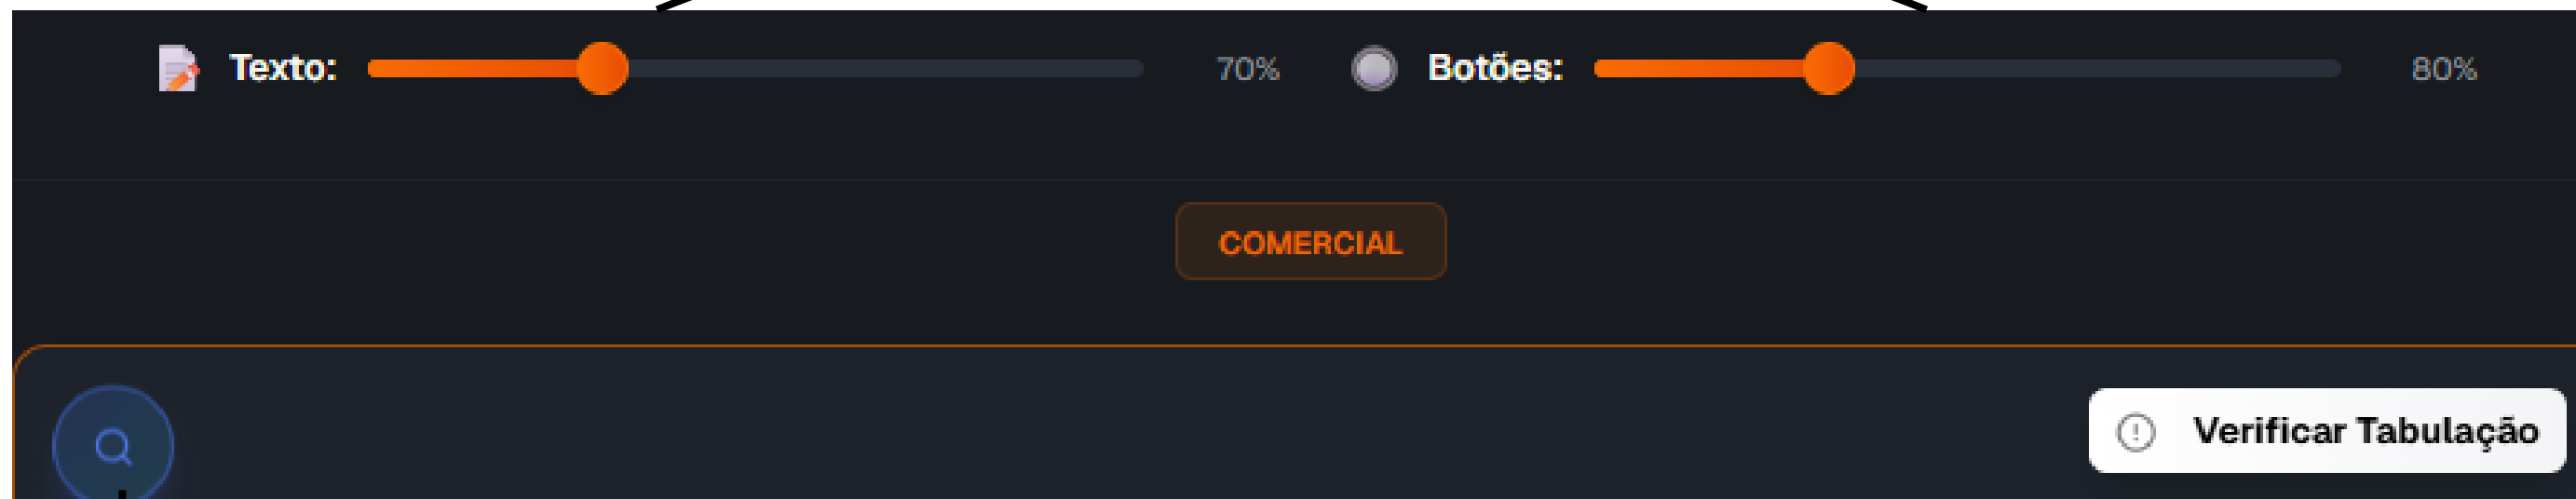 Texto: 70% Botões: 80%
COMERCIAL
Verificar Tabulação